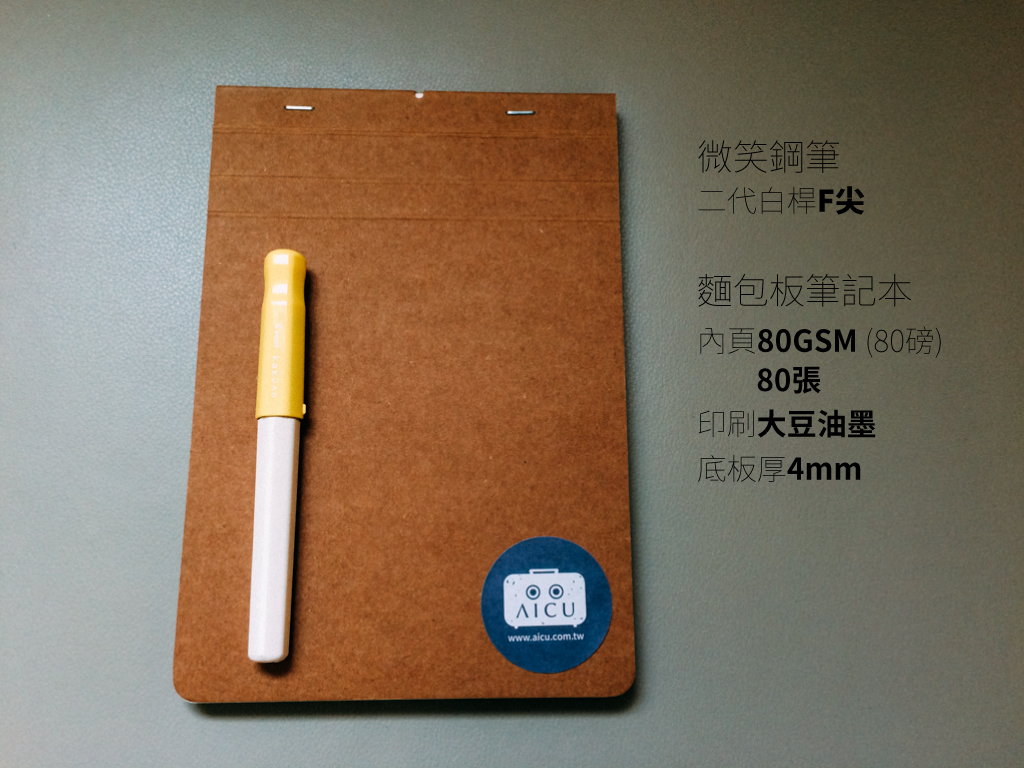 微笑鋼筆
二代白桿F尖
麵包板筆記本
內頁80GSM (80磅)
80張
印刷大豆油墨
底板厚4mm
AICU
www.aicu.com.tw